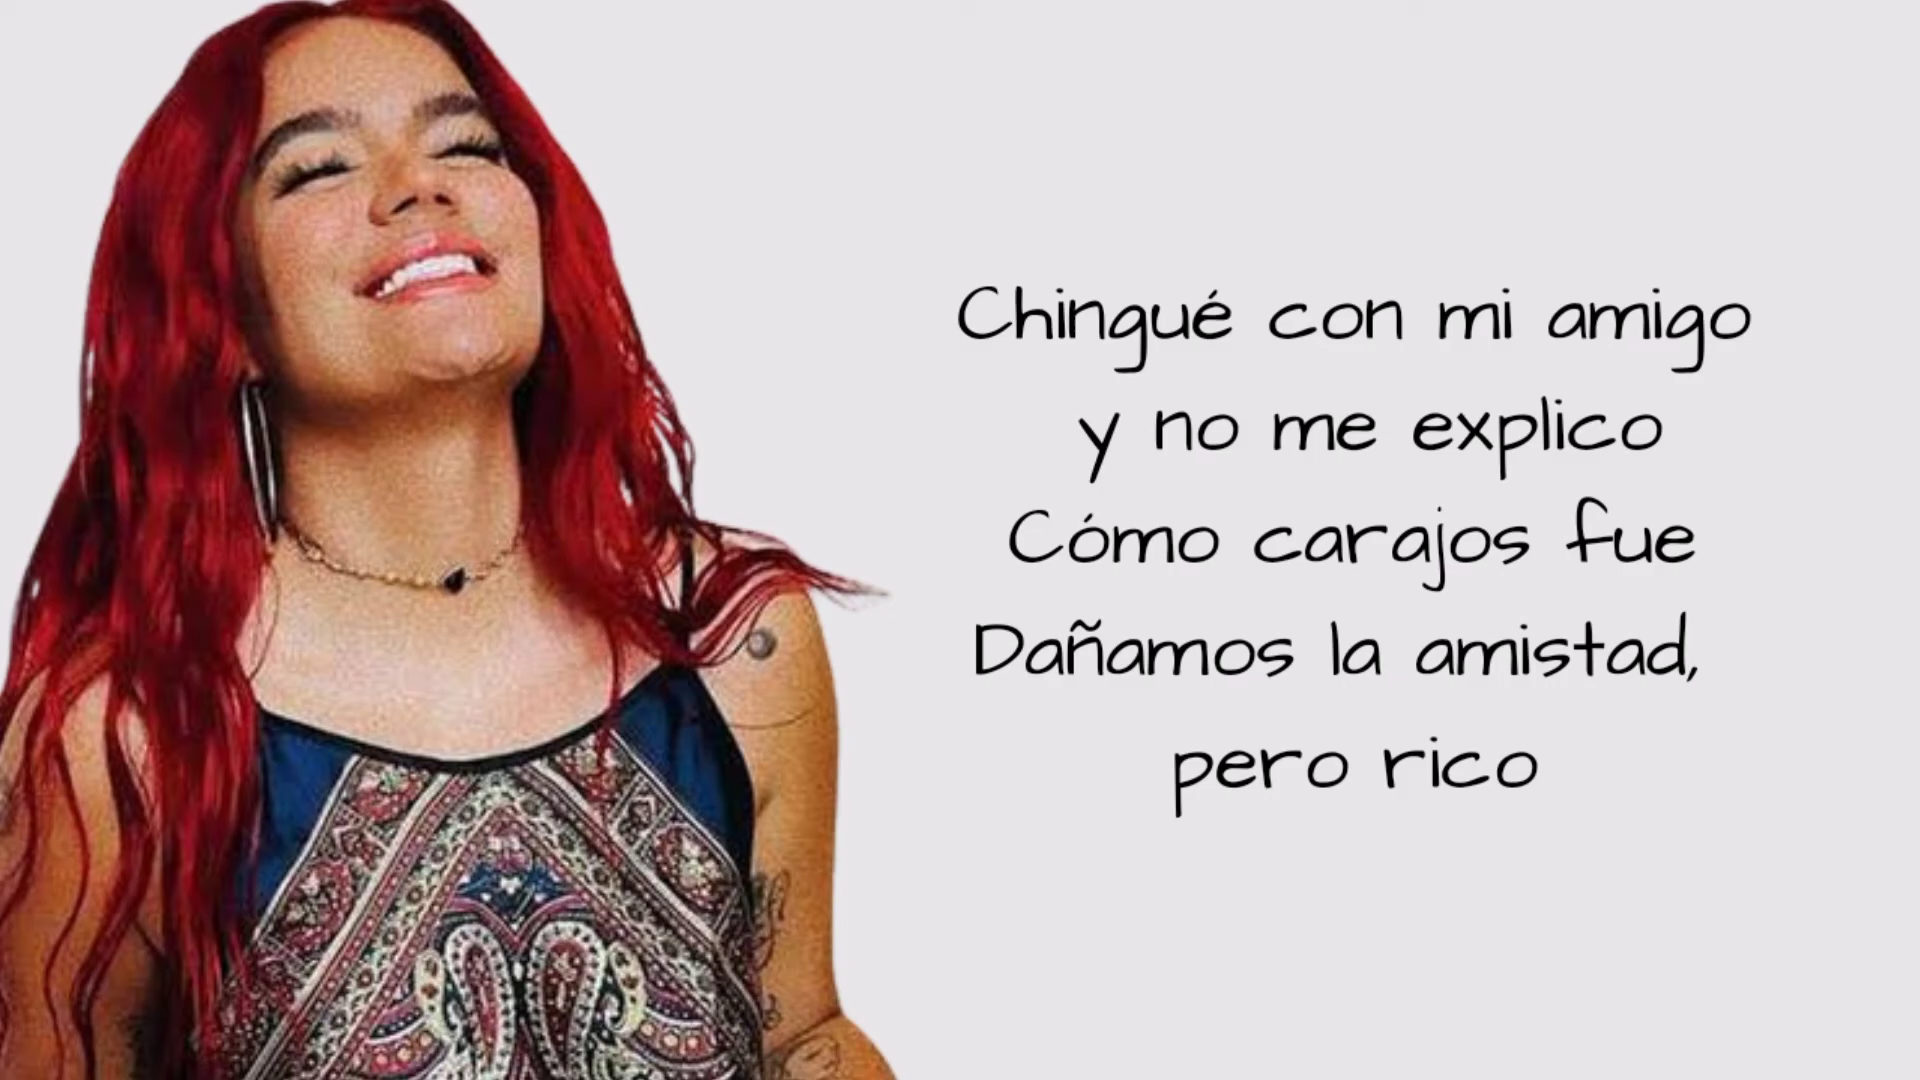 Chingué con mi amigo
y no me explico
Cómo carajos fue
Dañamos la amistad,
pero rico